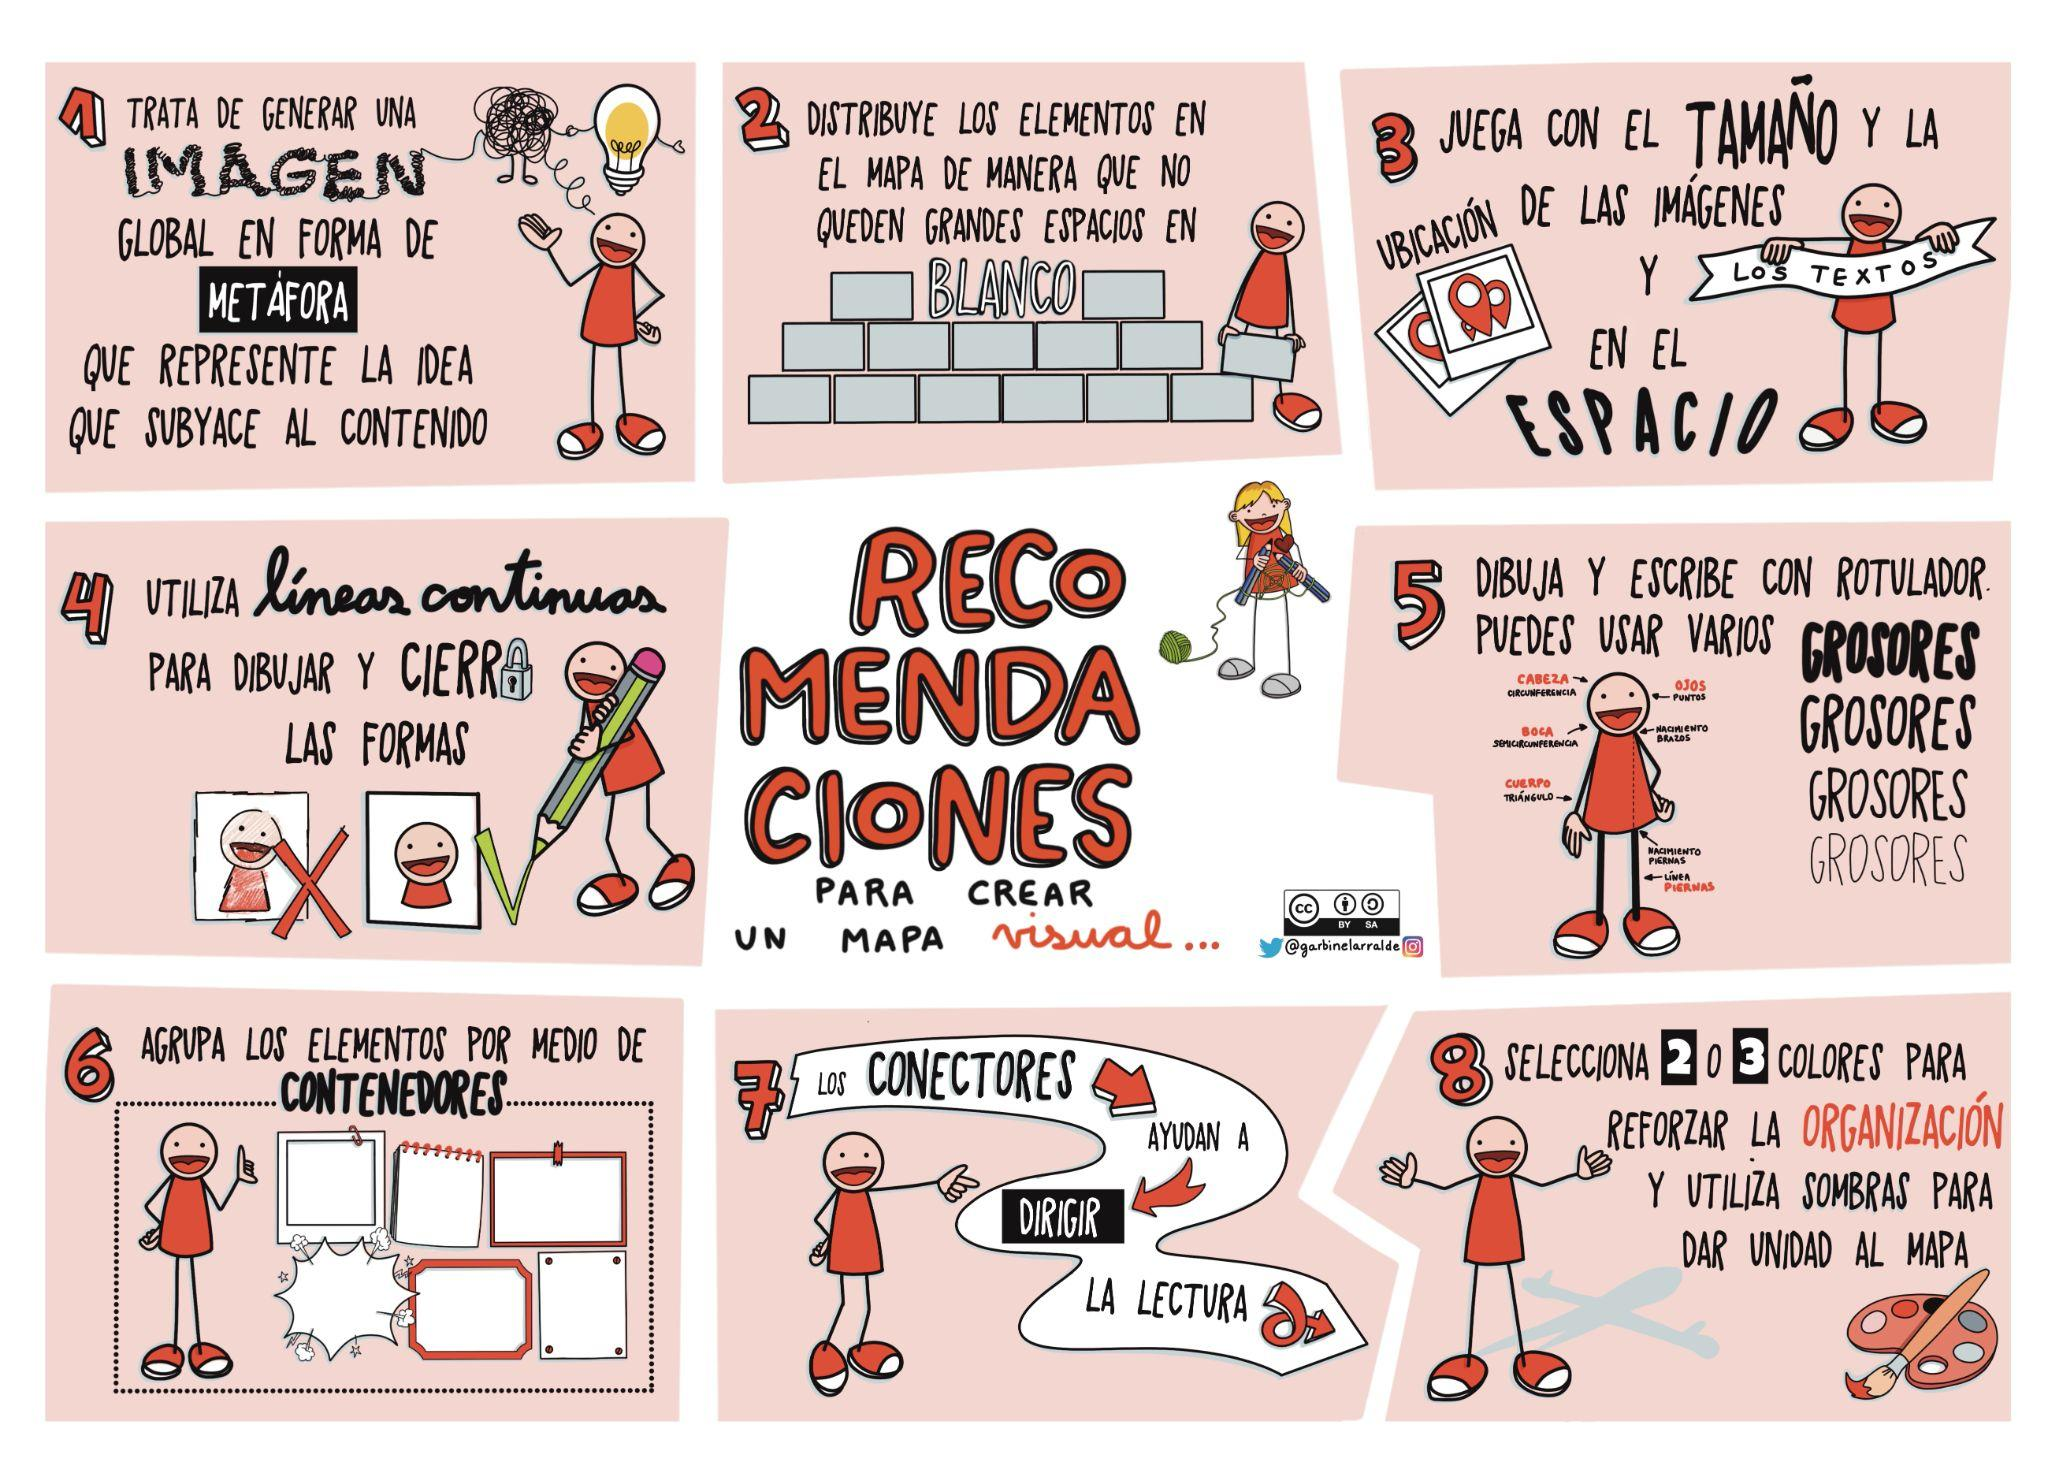 1 TRATA DE GENERAR UNA
IMAGEN
GLOBAL EN FORMA DE
METÁFORA
QUE REPRESENTE LA IDEA
QUE SUBYACE AL CONTENIDO
2 DISTRIBUYE LOS ELEMENTOS EN
EL MAPA DE MANERA QUE NO
QUEDEN GRANDES ESPACIOS EN
BLANCO
3 JUEGA CON EL TAMAÑO Y LA
UBICACIÓN DE LAS IMÁGENES
Y LOS TEXTOS
EN EL
ESPACIO
4 UTILIZA líneas continuas
PARA DIBUJAR Y CIERRA
LAS FORMAS
RECO
MENDA
CIONES
PARA CREAR
UN MAPA visual...
CC BY SA
@garbinelarralde
5 DIBUJA Y ESCRIBE CON ROTULADOR.
PUEDES USAR VARIOS GROSORES
GROSORES
GROSORES
GROSORES
CABEZA
CIRCUNFERENCIA
OJOS
PUNTOS
BOCA
SEMICIRCUNFERENCIA
NACIMIENTO
BRAZOS
CUERPO
TRIÁNGULO
NACIMIENTO
PIERNAS
LÍNEA
PIERNAS
6 AGRUPA LOS ELEMENTOS POR MEDIO DE
CONTENEDORES
7 LOS CONECTORES
AYUDAN A
DIRIGIR
LA LECTURA
8 SELECCIONA 2 O 3 COLORES PARA
REFORZAR LA ORGANIZACIÓN
Y UTILIZA SOMBRAS PARA
DAR UNIDAD AL MAPA